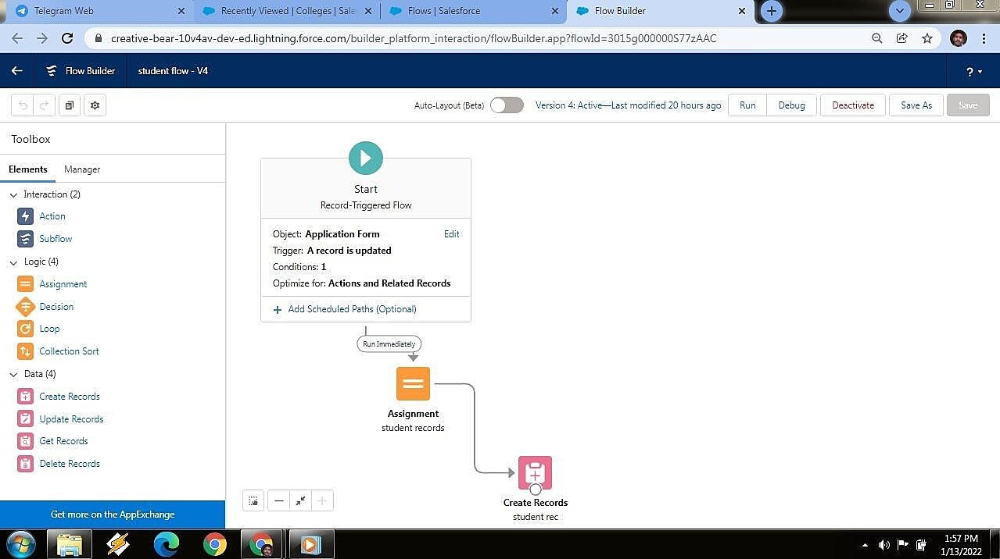 Telegram Web
Recently Viewed | Colleges | Sale
Flows | Salesforce
Flow Builder
creative-bear-10v4av-dev-ed.lightning.force.com/builder_platform_interaction/flowBuilder.app?flowId=3015g000000S77zAAC
Flow Builder
student flow - V4
?
Auto-Layout (Beta)
Version 4: Active—Last modified 20 hours ago
Run
Debug
Deactivate
Save As
Save
Toolbox
Elements
Manager
Interaction (2)
Action
Subflow
Logic (4)
Assignment
Decision
Loop
Collection Sort
Data (4)
Create Records
Update Records
Get Records
Delete Records
Get more on the AppExchange
Start
Record-Triggered Flow
Object: Application Form
Edit
Trigger: A record is updated
Conditions: 1
Optimize for: Actions and Related Records
+ Add Scheduled Paths (Optional)
Run Immediately
Assignment
student records
Create Records
student rec
1:57 PM
1/13/2022